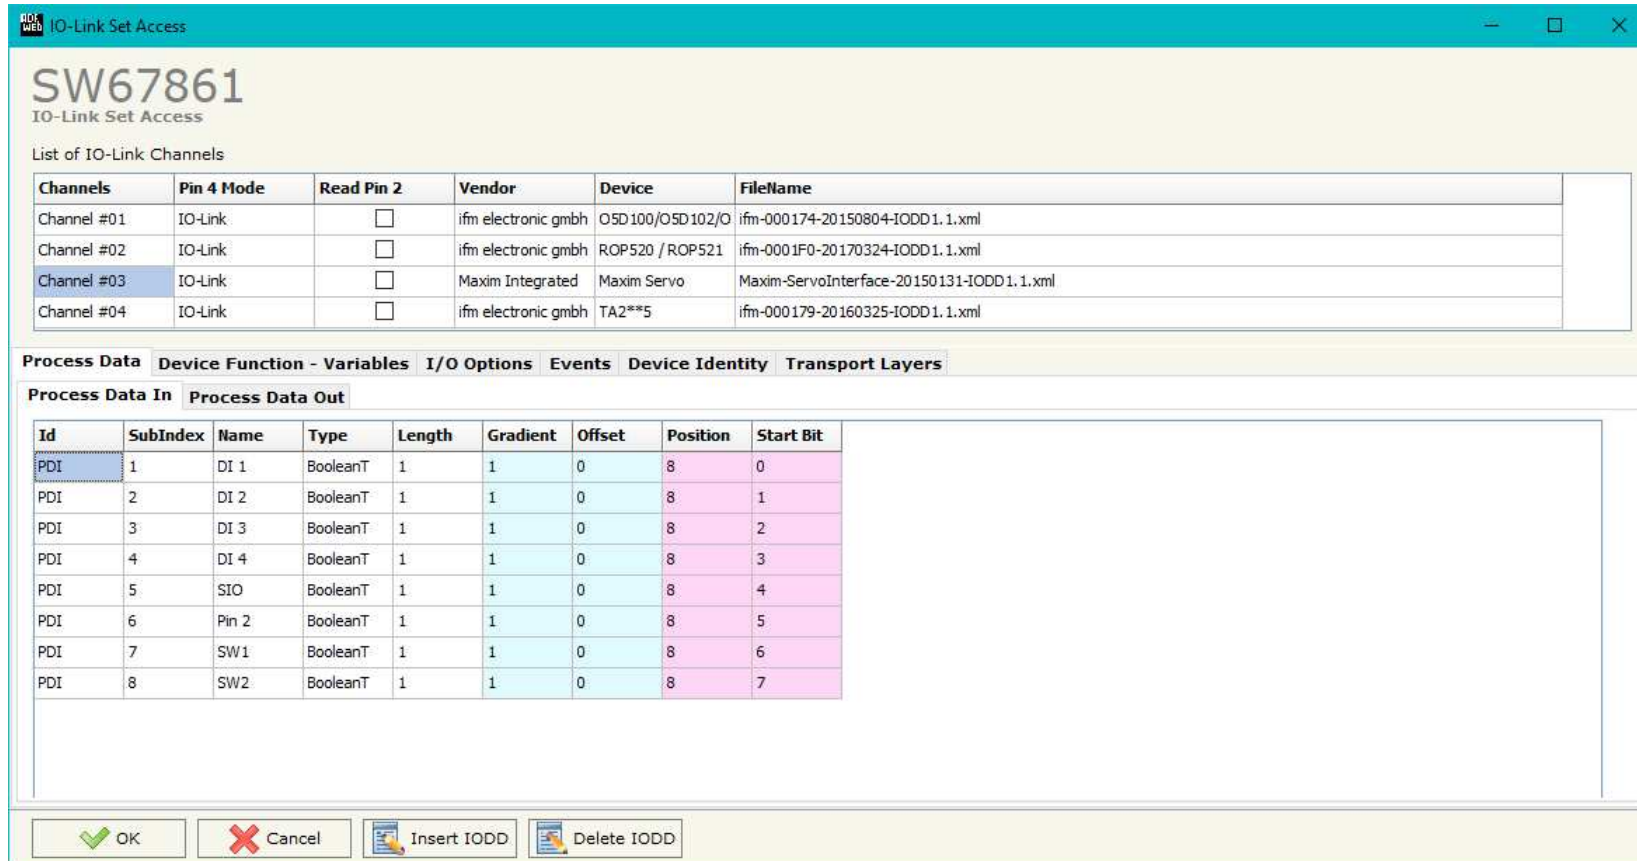 ADF
WEB IO-Link Set Access
SW67861
IO-Link Set Access
List of IO-Link Channels
Channels Pin 4 Mode Read Pin 2 Vendor Device FileName
Channel #01 IO-Link ifm electronic gmbh O5D100/O5D102/O ifm-000174-20150804-IODD1.1.xml
Channel #02 IO-Link ifm electronic gmbh ROP520 / ROP521 ifm-0001F0-20170324-IODD1.1.xml
Channel #03 IO-Link Maxim Integrated Maxim Servo Maxim-ServoInterface-20150131-IODD1.1.xml
Channel #04 IO-Link ifm electronic gmbh TA2**5 ifm-000179-20160325-IODD1.1.xml
Process Data Device Function - Variables I/O Options Events Device Identity Transport Layers
Process Data In Process Data Out
Id SubIndex Name Type Length Gradient Offset Position Start Bit
PDI 1 DI 1 BooleanT 1 1 0 8 0
PDI 2 DI 2 BooleanT 1 1 0 8 1
PDI 3 DI 3 BooleanT 1 1 0 8 2
PDI 4 DI 4 BooleanT 1 1 0 8 3
PDI 5 SIO BooleanT 1 1 0 8 4
PDI 6 Pin 2 BooleanT 1 1 0 8 5
PDI 7 SW1 BooleanT 1 1 0 8 6
PDI 8 SW2 BooleanT 1 1 0 8 7
OK Cancel Insert IODD Delete IODD